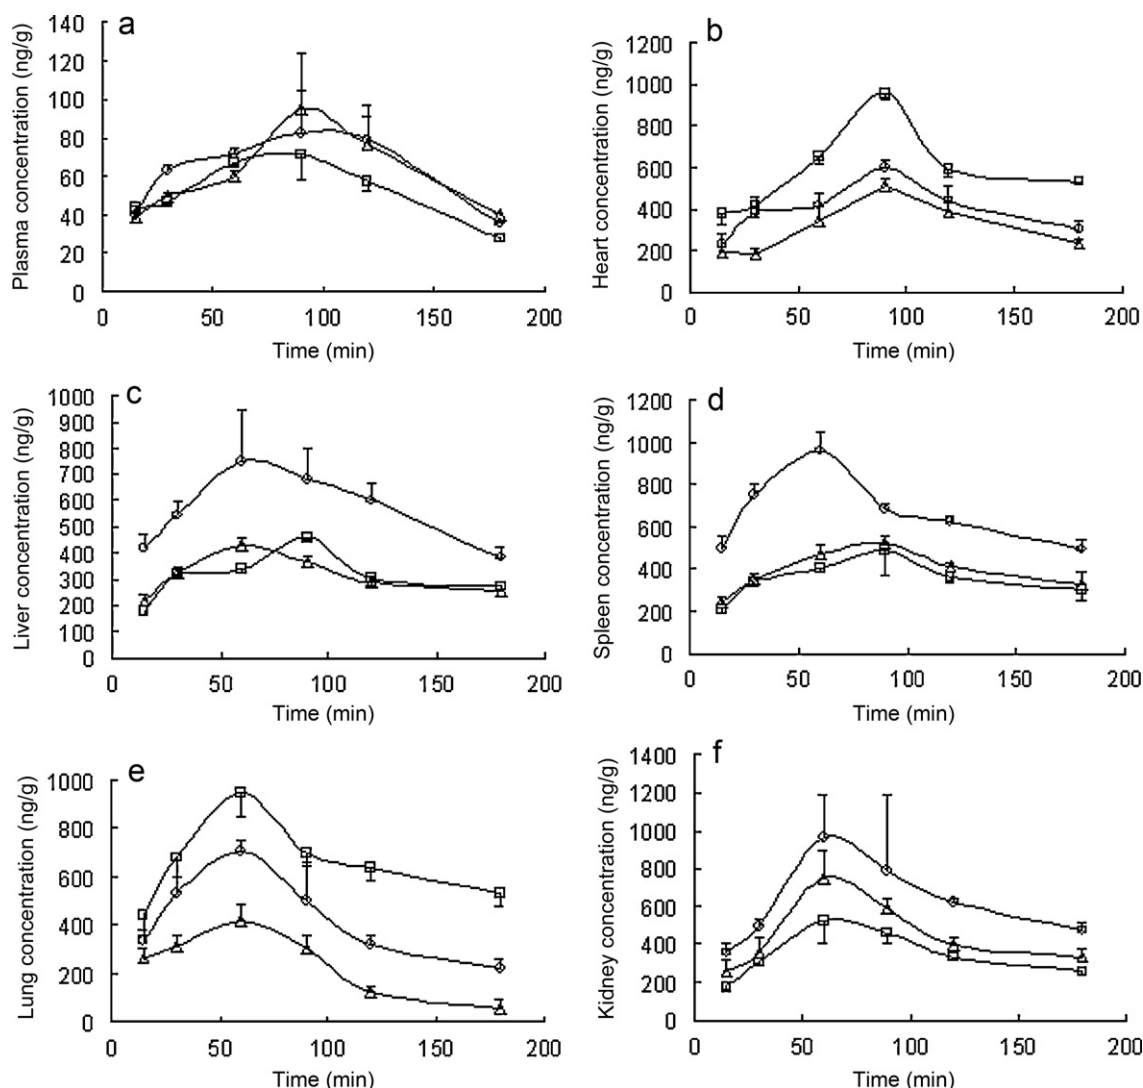 a
Plasma concentration (ng/g)
140
120
100
80
60
40
20
0
0 50 100 150 200
Time (min)
b
Heart concentration (ng/g)
1200
1000
800
600
400
200
0
0 50 100 150 200
Time (min)
c
Liver concentration (ng/g)
1000
900
800
700
600
500
400
300
200
100
0
0 50 100 150 200
Time (min)
d
Spleen concentration (ng/g)
1200
1000
800
600
400
200
0
0 50 100 150 200
Time (min)
e
Lung concentration (ng/g)
1000
800
600
400
200
0
0 50 100 150 200
Time (min)
f
Kidney concentration (ng/g)
1400
1200
1000
800
600
400
200
0
0 50 100 150 200
Time (min)